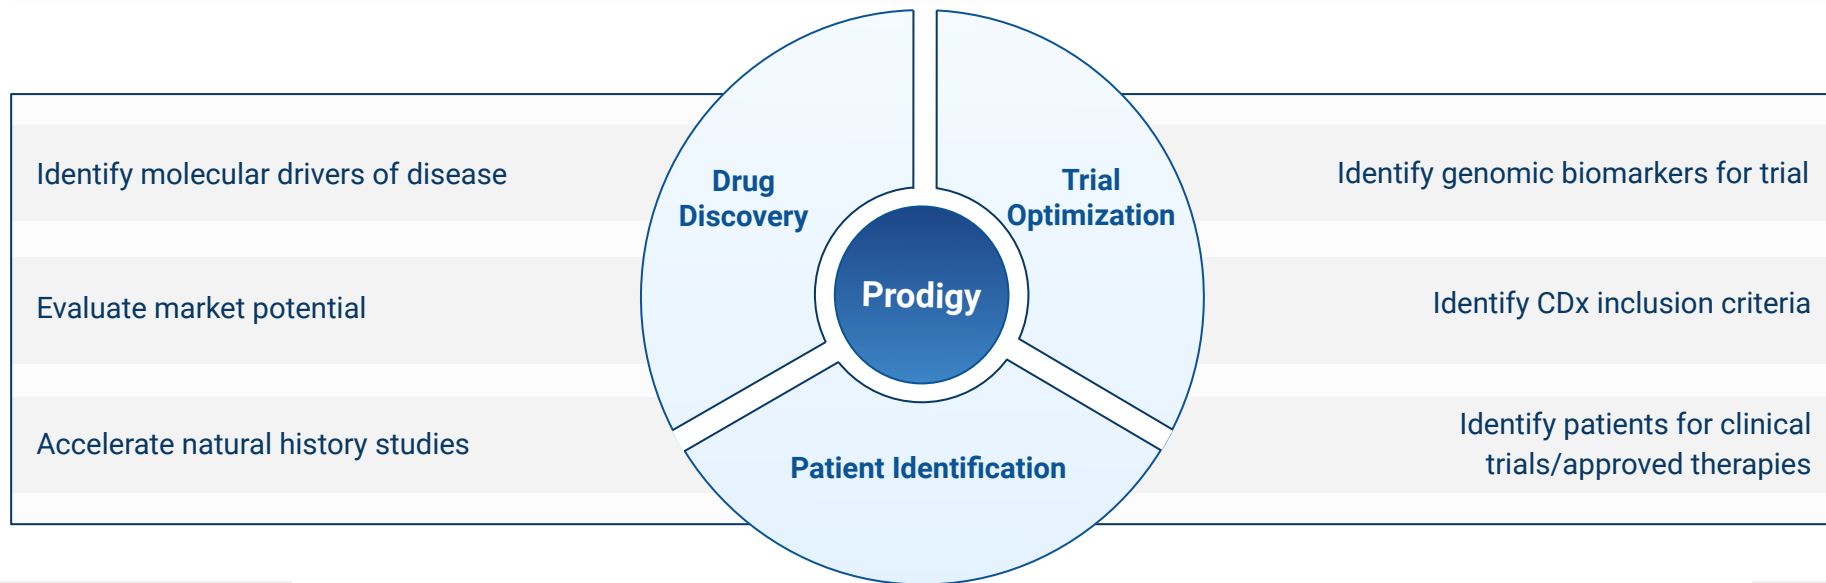 Identify molecular drivers of disease
Evaluate market potential
Accelerate natural history studies
Drug
Discovery
Trial
Optimization
Prodigy
Patient Identification
Identify genomic biomarkers for trial
Identify CDx inclusion criteria
Identify patients for clinical
trials/approved therapies